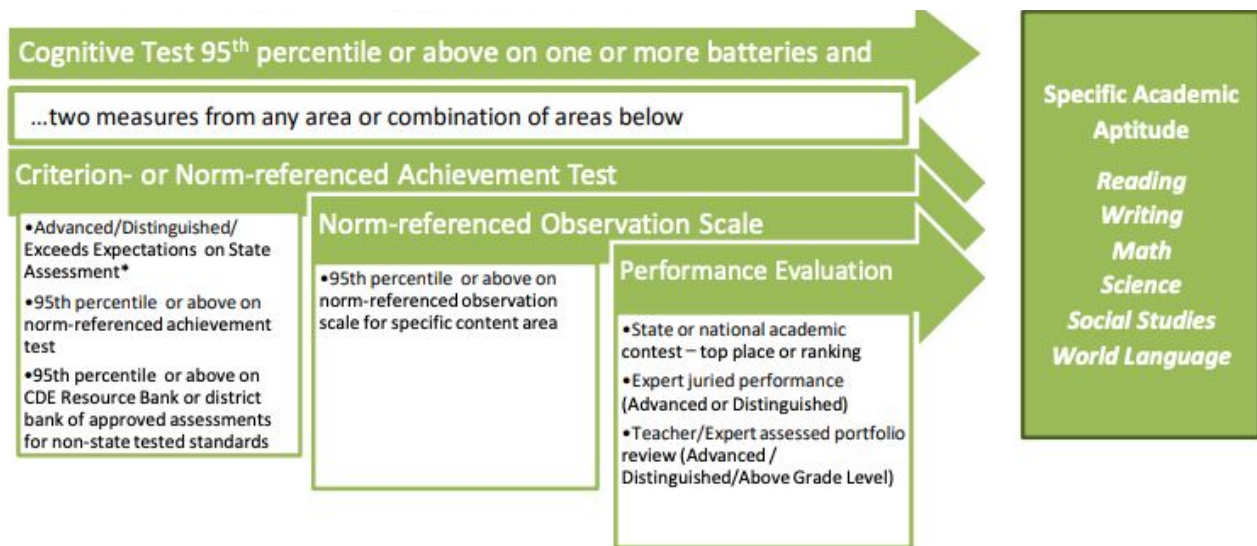 Cognitive Test 95th percentile or above on one or more batteries and
...two measures from any area or combination of areas below
Criterion- or Norm-referenced Achievement Test
•Advanced/Distinguished/
Exceeds Expectations on State
Assessment*
•95th percentile or above on
norm-referenced achievement
test
•95th percentile or above on
CDE Resource Bank or district
bank of approved assessments
for non-state tested standards
Norm-referenced Observation Scale
•95th percentile or above on
norm-referenced observation
scale for specific content area
Performance Evaluation
•State or national academic
contest – top place or ranking
•Expert juried performance
(Advanced or Distinguished)
•Teacher/Expert assessed portfolio
review (Advanced /
Distinguished/Above Grade Level)
Specific Academic
Aptitude
Reading
Writing
Math
Science
Social Studies
World Language